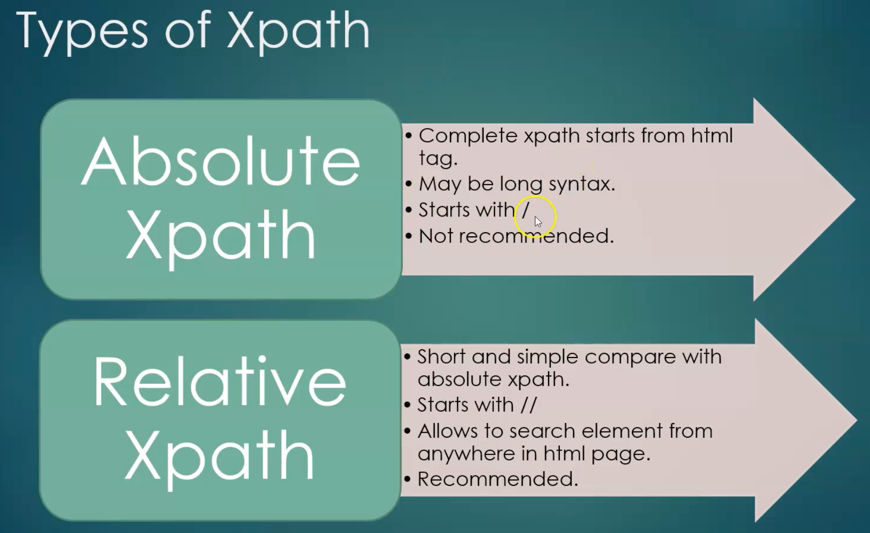 Types of Xpath
Absolute
Xpath
• Complete xpath starts from html
tag.
• May be long syntax.
• Starts with /
• Not recommended.
Relative
Xpath
• Short and simple compare with
absolute xpath.
• Starts with //
• Allows to search element from
anywhere in html page.
• Recommended.